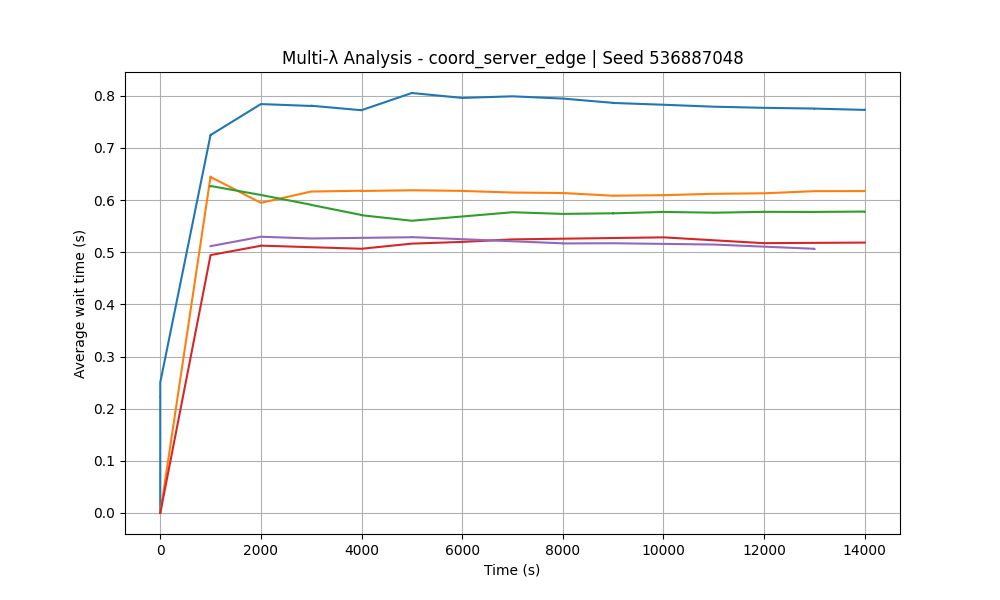 Multi-λ Analysis - coord_server_edge | Seed 536887048
Average wait time (s)
0.8
0.7
0.6
0.5
0.4
0.3
0.2
0.1
0.0
0 2000 4000 6000 8000 10000 12000 14000
Time (s)